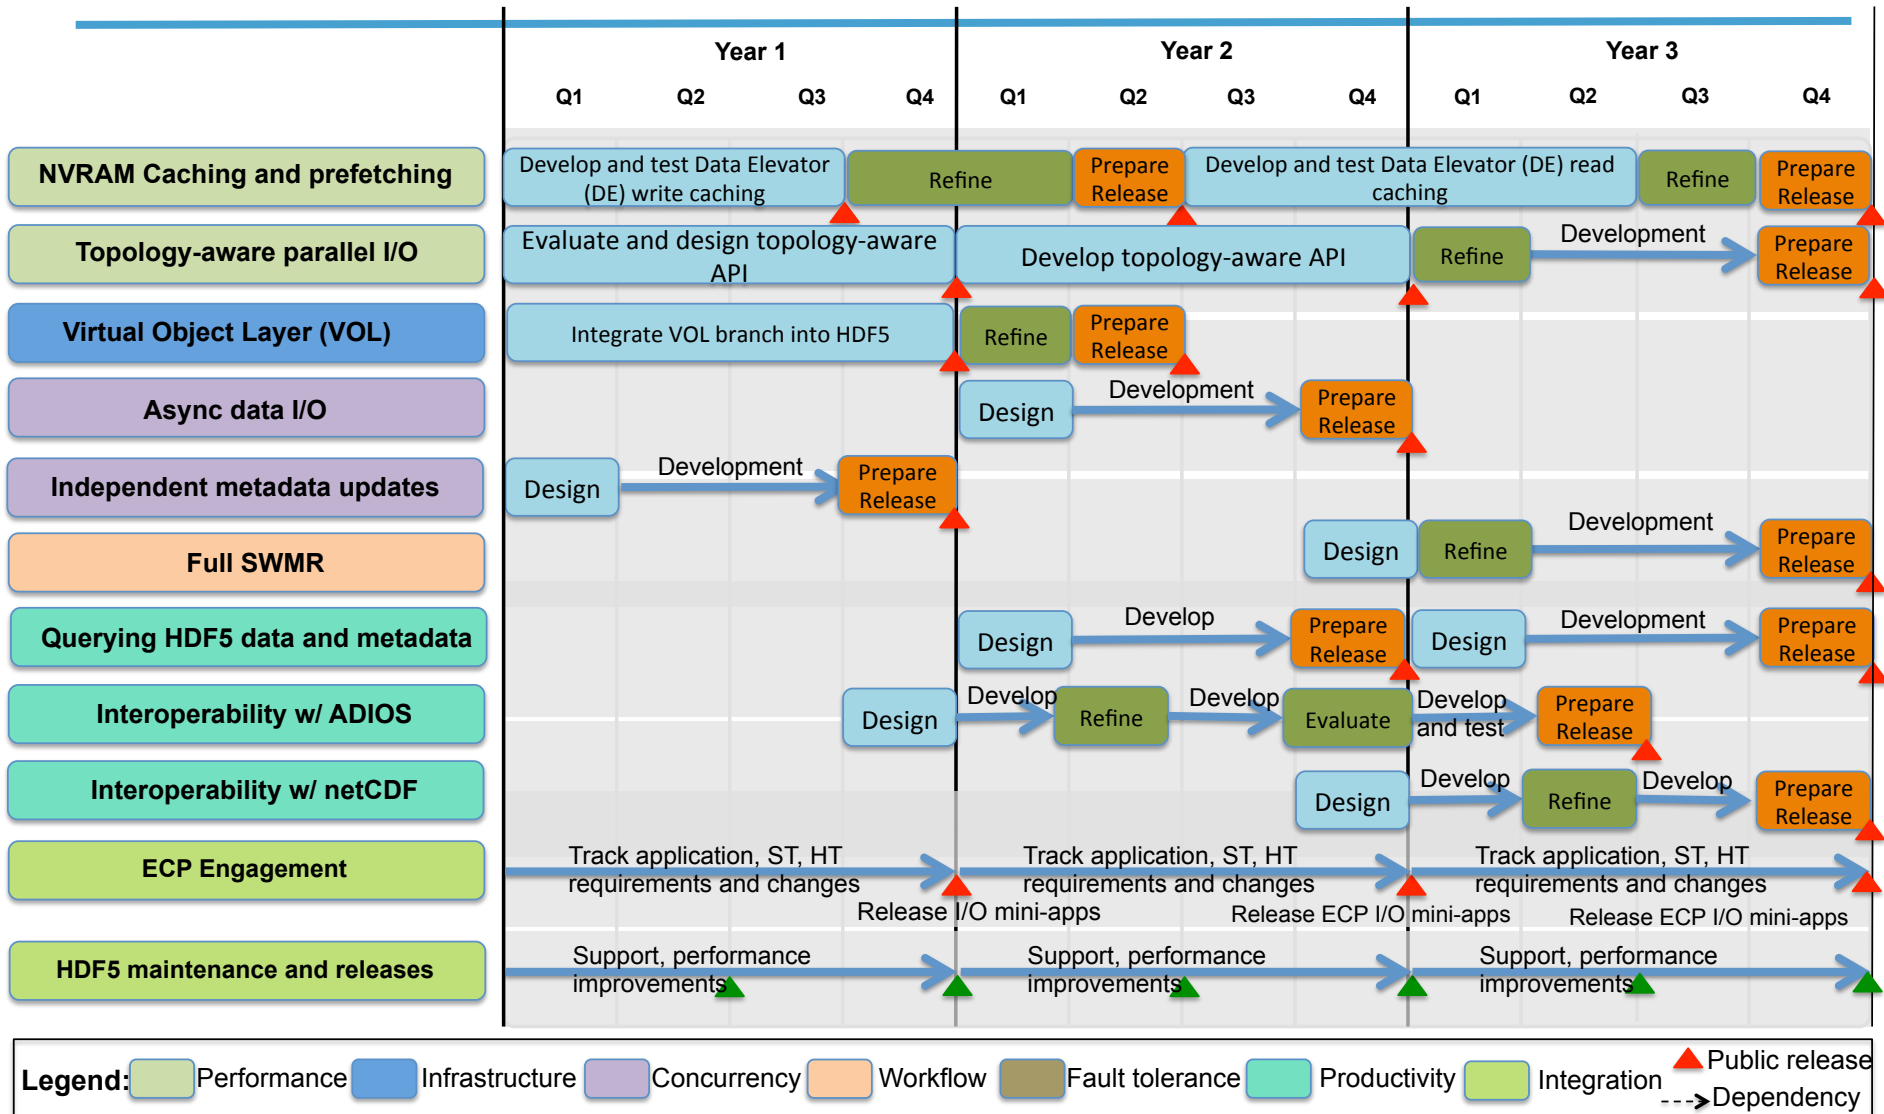 Year 1
Year 2
Year 3
Q1
Q2
Q3
Q4
Q1
Q2
Q3
Q4
Q1
Q2
Q3
Q4
NVRAM Caching and prefetching
Develop and test Data Elevator
(DE) write caching
Refine
Prepare
Release
Develop and test Data Elevator (DE) read
caching
Refine
Prepare
Release
Topology-aware parallel I/O
Evaluate and design topology-aware
API
Develop topology-aware API
Refine
Development
Prepare
Release
Virtual Object Layer (VOL)
Integrate VOL branch into HDF5
Refine
Prepare
Release
Async data I/O
Design
Development
Prepare
Release
Independent metadata updates
Design
Development
Prepare
Release
Full SWMR
Design
Refine
Development
Prepare
Release
Querying HDF5 data and metadata
Design
Develop
Prepare
Release
Design
Development
Prepare
Release
Interoperability w/ ADIOS
Design
Develop
Refine
Develop
Evaluate
Develop
and test
Prepare
Release
Interoperability w/ netCDF
Design
Develop
Refine
Develop
Prepare
Release
ECP Engagement
Track application, ST, HT
requirements and changes
Release I/O mini-apps
Track application, ST, HT
requirements and changes
Release ECP I/O mini-apps
Track application, ST, HT
requirements and changes
Release ECP I/O mini-apps
HDF5 maintenance and releases
Support, performance
improvements
Support, performance
improvements
Support, performance
improvements
Legend:
Performance
Infrastructure
Concurrency
Workflow
Fault tolerance
Productivity
Integration
Public release
Dependency